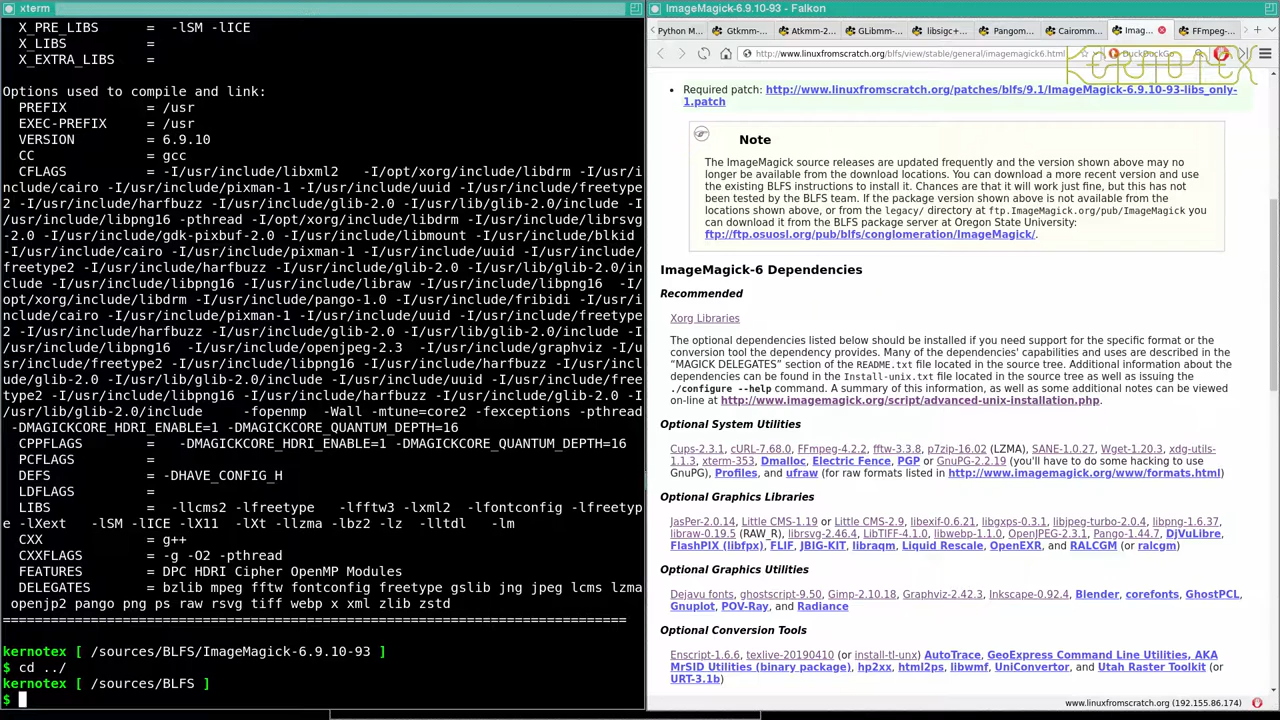 xterm
X_PRE_LIBS = -lSM -lICE
X_LIBS =
X_EXTRA_LIBS =
Options used to compile and link:
PREFIX = /usr
EXEC-PREFIX = /usr
VERSION = 6.9.10
CC = gcc
CFLAGS = -I/usr/include/libxml2 -I/opt/xorg/include/libdrm -I/usr/i
nclude/cairo -I/usr/include/pixman-1 -I/usr/include/uuid -I/usr/include/freetype
2 -I/usr/include/harfbuzz -I/usr/include/glib-2.0 -I/usr/lib/glib-2.0/include -I
/usr/include/libpng16 -pthread -I/opt/xorg/include/libdrm -I/usr/include/librsvg
-2.0 -I/usr/include/gdk-pixbuf-2.0 -I/usr/include/libmount -I/usr/include/blkid
-I/usr/include/cairo -I/usr/include/pixman-1 -I/usr/include/uuid -I/usr/include/
freetype2 -I/usr/include/harfbuzz -I/usr/include/glib-2.0 -I/usr/lib/glib-2.0/in
clude -I/usr/include/libpng16 -I/usr/include/libraw -I/usr/include/libpng16 -I/
opt/xorg/include/libdrm -I/usr/include/pango-1.0 -I/usr/include/fribidi -I/usr/i
nclude/cairo -I/usr/include/pixman-1 -I/usr/include/uuid -I/usr/include/freetype
2 -I/usr/include/harfbuzz -I/usr/include/glib-2.0 -I/usr/lib/glib-2.0/include -I
/usr/include/libpng16 -I/usr/include/openjpeg-2.3 -I/usr/include/graphviz -I/u
sr/include/freetype2 -I/usr/include/libpng16 -I/usr/include/harfbuzz -I/usr/incl
ude/glib-2.0 -I/usr/lib/glib-2.0/include -I/usr/include/uuid -I/usr/include/free
type2 -I/usr/include/libpng16 -I/usr/include/harfbuzz -I/usr/include/glib-2.0 -I
/usr/lib/glib-2.0/include -fopenmp -Wall -mtune=core2 -fexceptions -pthread
-DMAGICKCORE_HDRI_ENABLE=1 -DMAGICKCORE_QUANTUM_DEPTH=16
CPPFLAGS = -DMAGICKCORE_HDRI_ENABLE=1 -DMAGICKCORE_QUANTUM_DEPTH=16
PCFLAGS =
DEFS = -DHAVE_CONFIG_H
LDFLAGS =
LIBS = -llcms2 -lfreetype -lfftw3 -lxml2 -lfontconfig -lfreetyp
e -lXext -lSM -lICE -lX11 -lXt -llzma -lbz2 -lz -lltdl -lm
CXX = g++
CXXFLAGS = -g -O2 -pthread
FEATURES = DPC HDRI Cipher OpenMP Modules
DELEGATES = bzlib mpeg fftw fontconfig freetype gslib jng jpeg lcms lzma
openjp2 pango png ps raw rsvg tiff webp x xml zlib zstd
===============================================================================
kernotex [ /sources/BLFS/ImageMagick-6.9.10-93 ]
$ cd ../
kernotex [ /sources/BLFS ]
$
ImageMagick-6.9.10-93 - Falkon
Python M... Gtkmm-... Atkmm-2... GLibmm-... libsigc+... Pangom... Cairomm... Imag... FFmpeg-...
http://www.linuxfromscratch.org/blfs/view/stable/general/imagemagick6.html DuckDuckGo
KERNOTEX
• Required patch: http://www.linuxfromscratch.org/patches/blfs/9.1/ImageMagick-6.9.10-93-libs_only-
1.patch
Note
The ImageMagick source releases are updated frequently and the version shown above may no
longer be available from the download locations. You can download a more recent version and use
the existing BLFS instructions to install it. Chances are that it will work just fine, but this has not
been tested by the BLFS team. If the package version shown above is not available from the
locations shown above, or from the legacy/ directory at ftp.ImageMagick.org/pub/ImageMagick you
can download it from the BLFS package server at Oregon State University:
ftp://ftp.osuosl.org/pub/blfs/conglomeration/ImageMagick/.
ImageMagick-6 Dependencies
Recommended
Xorg Libraries
The optional dependencies listed below should be installed if you need support for the specific format or the
conversion tool the dependency provides. Many of the dependencies' capabilities and uses are described in the
“MAGICK DELEGATES” section of the README.txt file located in the source tree. Additional information about the
dependencies can be found in the Install-unix.txt file located in the source tree as well as issuing the
./configure --help command. A summary of this information, as well as some additional notes can be viewed
on-line at http://www.imagemagick.org/script/advanced-unix-installation.php.
Optional System Utilities
Cups-2.3.1, cURL-7.68.0, FFmpeg-4.2.2, fftw-3.3.8, p7zip-16.02 (LZMA), SANE-1.0.27, Wget-1.20.3, xdg-utils-
1.1.3, xterm-353, Dmalloc, Electric Fence, PGP or GnuPG-2.2.19 (you'll have to do some hacking to use
GnuPG), Profiles, and ufraw (for raw formats listed in http://www.imagemagick.org/www/formats.html)
Optional Graphics Libraries
JasPer-2.0.14, Little CMS-1.19 or Little CMS-2.9, libexif-0.6.21, libgxps-0.3.1, libjpeg-turbo-2.0.4, libpng-1.6.37,
libraw-0.19.5 (RAW_R), librsvg-2.46.4, LibTIFF-4.1.0, libwebp-1.1.0, OpenJPEG-2.3.1, Pango-1.44.7, DjVuLibre,
FlashPIX (libfpx), FLIF, JBIG-KIT, libraqm, Liquid Rescale, OpenEXR, and RALCGM (or ralcgm)
Optional Graphics Utilities
Dejavu fonts, ghostscript-9.50, Gimp-2.10.18, Graphviz-2.42.3, Inkscape-0.92.4, Blender, corefonts, GhostPCL,
Gnuplot, POV-Ray, and Radiance
Optional Conversion Tools
Enscript-1.6.6, texlive-20190410 (or install-tl-unx) AutoTrace, GeoExpress Command Line Utilities, AKA
MrSID Utilities (binary package), hp2xx, html2ps, libwmf, UniConvertor, and Utah Raster Toolkit (or
URT-3.1b)
www.linuxfromscratch.org (192.155.86.174)